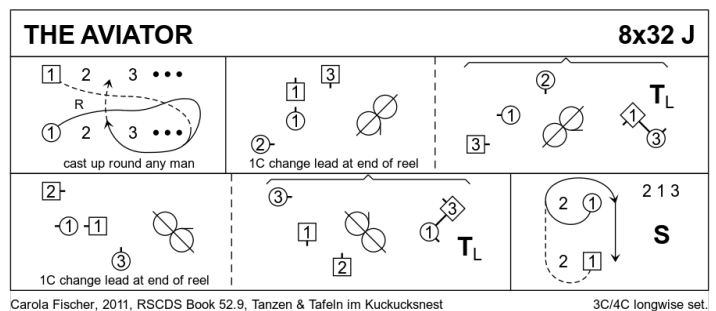 THE AVIATOR 8x32 J
1 2 3 •••
R
1 2 3 •••
cast up round any man
3
1
1
2
1C change lead at end of reel
2
1
3
1
3
TL
2
1 1
3
1C change lead at end of reel
3
1
2
3
1
TL
2 1
2 1 3
S
2 1
Carola Fischer, 2011, RSCDS Book 52.9, Tanzen & Tafeln im Kuckucksnest 3C/4C longwise set.